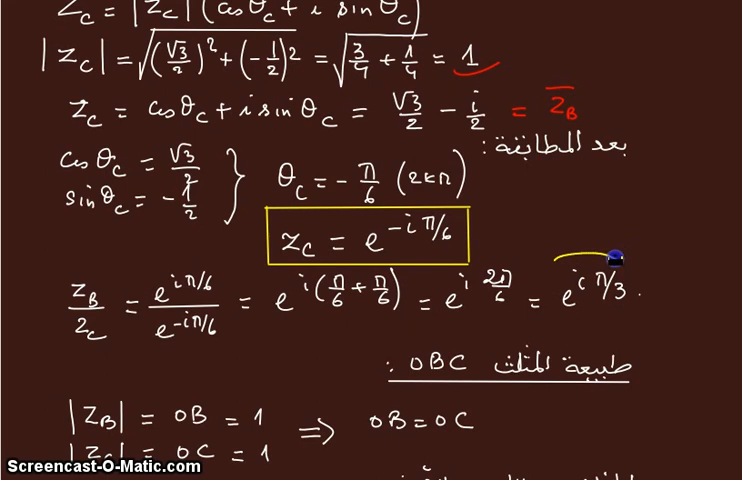 Z_C = |Z_C| (cos θ_C + i sin θ_C)
|Z_C| = √((√3/2)² + (-1/2)²) = √(3/4 + 1/4) = 1
Z_C = cos θ_C + i sin θ_C = √3/2 - i/2 = \overline{Z_B}
بعد المطابقة :
cos θ_C = √3/2
sin θ_C = -1/2
} θ_C = -π/6 (2kπ)
Z_C = e^{-iπ/6}
Z_B/Z_C = e^{iπ/6}/e^{-iπ/6} = e^{i(π/6 + π/6)} = e^{i 2π/6} = e^{iπ/3} .
طبيعة المثلث OBC :
|Z_B| = OB = 1
|Z_C| = OC = 1
⇒ OB = OC
Screencast-O-Matic.com